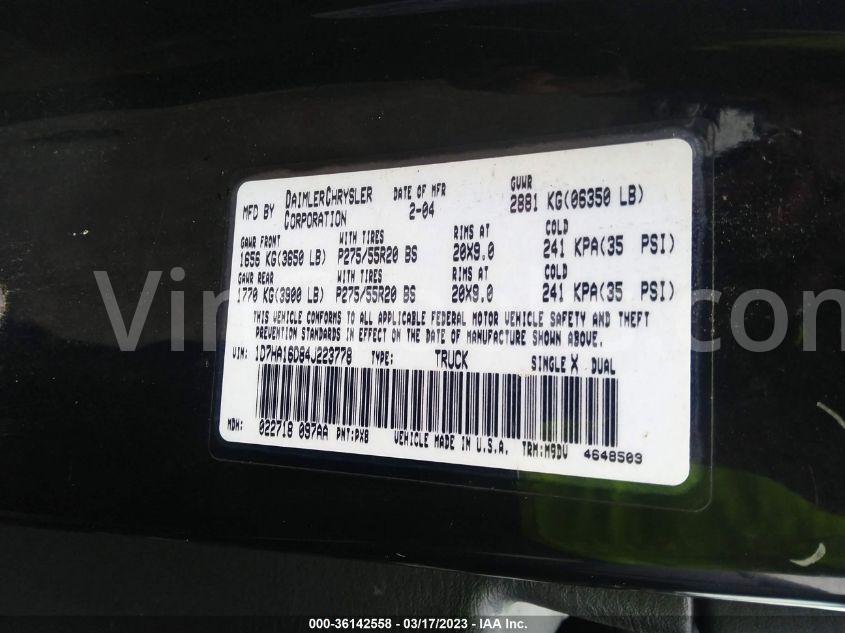 MFD BY DAIMLERCHRYSLER CORPORATION DATE OF MFR 2-04 GVWR 2881 KG(06350 LB)
GAWR FRONT WITH TIRES RIMS AT COLD
1656 KG(3650 LB) P275/55R20 BS 20X9.0 241 KPA(35 PSI)
GAWR REAR WITH TIRES RIMS AT COLD
1770 KG(3900 LB) P275/55R20 BS 20X9.0 241 KPA(35 PSI)
THIS VEHICLE CONFORMS TO ALL APPLICABLE FEDERAL MOTOR VEHICLE SAFETY AND THEFT
PREVENTION STANDARDS IN EFFECT ON THE DATE OF MANUFACTURE SHOWN ABOVE.
VIN: 1D7HA16D84J223778 TYPE: TRUCK SINGLE X DUAL
MDH: 022718 097AA PNT:PXB VEHICLE MADE IN U.S.A. TRM:M9DV 4648503
000-36142558 - 03/17/2023 - IAA Inc.